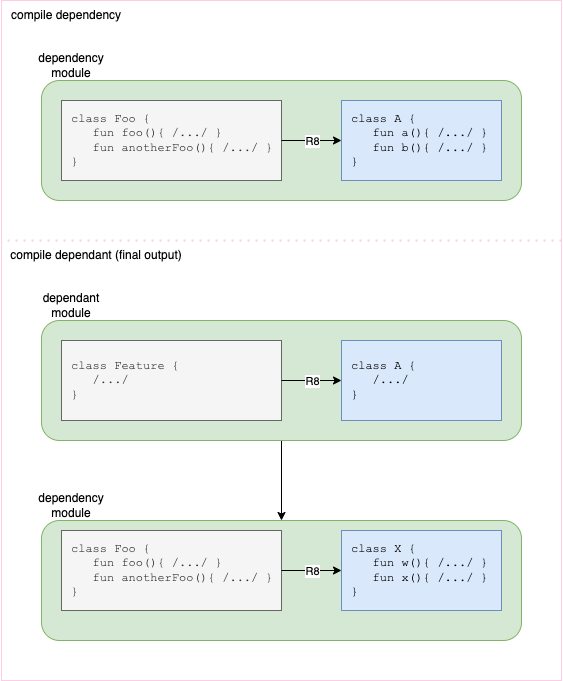 compile dependency
dependency
module
class Foo {
fun foo(){ /.../ }
fun anotherFoo(){ /.../ }
}
R8
class A {
fun a(){ /.../ }
fun b(){ /.../ }
}
compile dependant (final output)
dependant
module
class Feature {
/.../
}
R8
class A {
/.../
}
dependency
module
class Foo {
fun foo(){ /.../ }
fun anotherFoo(){ /.../ }
}
R8
class X {
fun w(){ /.../ }
fun x(){ /.../ }
}